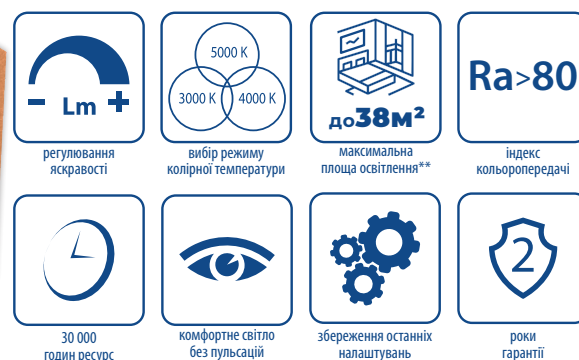 - Lm +
регулювання
яскравості
5000 K
3000 K
4000 K
вибір режиму
колірної температури
до38м²
максимальна
площа освітлення**
Ra>80
індекс
кольоропередачі
30 000
годин ресурс
комфортне світло
без пульсацій
збереження останніх
налаштувань
2
роки
гарантії